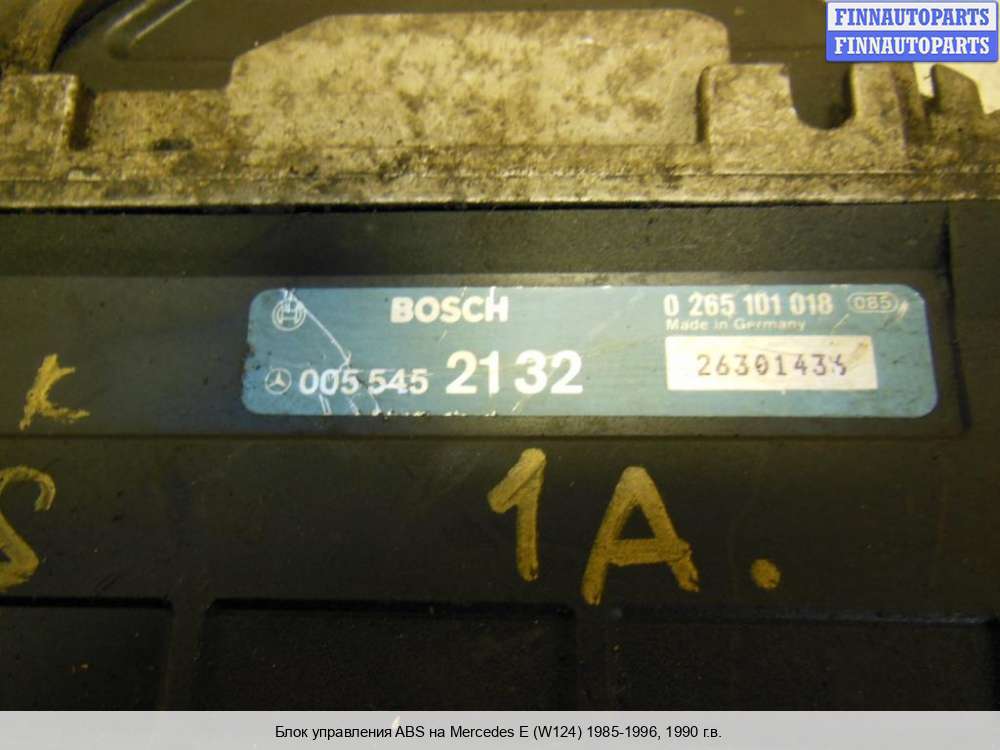 FINNAUTOPARTS
FINNAUTOPARTS
BOSCH
0 265 101 018 085
Made in Germany
005 545 21 32
1A.
Блок управления ABS на Mercedes E (W124) 1985-1996, 1990 г.в.